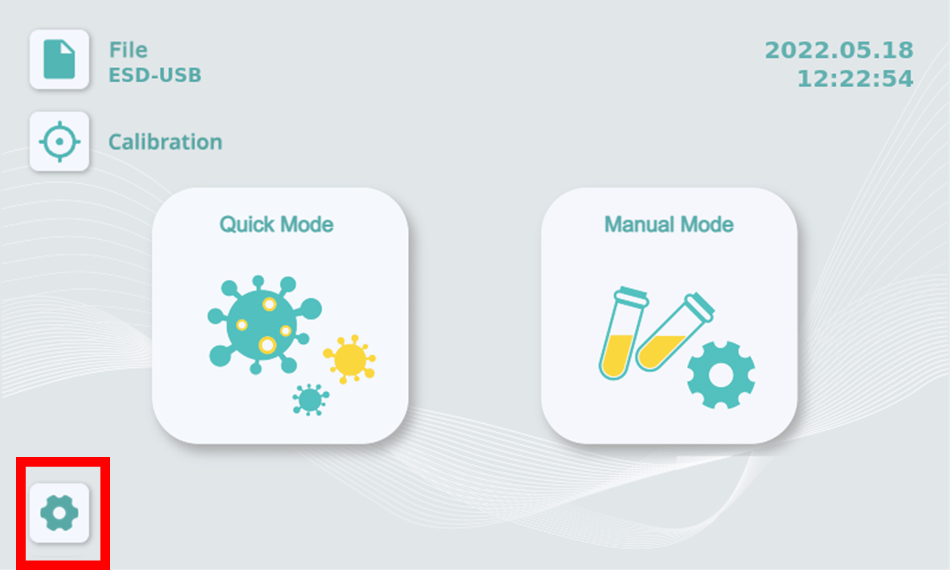 File
ESD-USB
2022.05.18
12:22:54
Calibration
Quick Mode
Manual Mode